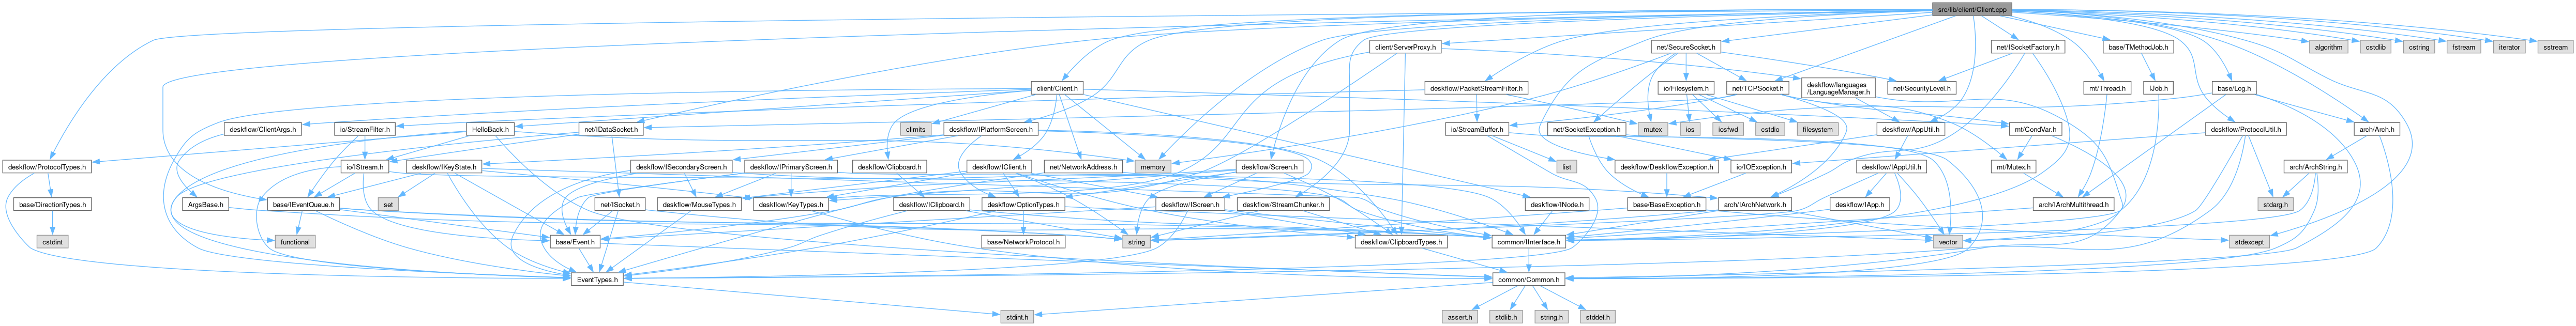 src/lib/client/Client.cpp
client/ServerProxy.h
net/SecureSocket.h
net/ISocketFactory.h
base/TMethodJob.h
algorithm
cstdlib
cstring
fstream
iterator
sstream
client/Client.h
deskflow/PacketStreamFilter.h
io/Filesystem.h
deskflow/languages
/LanguageManager.h
net/TCPSocket.h
net/SecurityLevel.h
mt/Thread.h
IJob.h
base/Log.h
deskflow/ClientArgs.h
io/StreamFilter.h
HelloBack.h
net/IDataSocket.h
climits
deskflow/IPlatformScreen.h
io/StreamBuffer.h
net/SocketException.h
mutex
ios
iosfwd
cstdio
filesystem
deskflow/AppUtil.h
mt/CondVar.h
deskflow/ProtocolUtil.h
arch/Arch.h
deskflow/ProtocolTypes.h
io/IStream.h
deskflow/IKeyState.h
memory
deskflow/ISecondaryScreen.h
deskflow/IPrimaryScreen.h
deskflow/Clipboard.h
deskflow/IClient.h
net/NetworkAddress.h
deskflow/Screen.h
list
deskflow/DeskflowException.h
io/IOException.h
deskflow/IAppUtil.h
mt/Mutex.h
arch/ArchString.h
base/DirectionTypes.h
ArgsBase.h
base/IEventQueue.h
set
net/ISocket.h
deskflow/MouseTypes.h
deskflow/KeyTypes.h
deskflow/IClipboard.h
deskflow/OptionTypes.h
deskflow/IScreen.h
deskflow/StreamChunker.h
deskflow/INode.h
base/BaseException.h
arch/IArchNetwork.h
deskflow/IApp.h
arch/IArchMultithread.h
stdarg.h
cstdint
functional
base/Event.h
string
base/NetworkProtocol.h
deskflow/ClipboardTypes.h
common/IInterface.h
vector
stdexcept
EventTypes.h
common/Common.h
stdint.h
assert.h
stdlib.h
string.h
stddef.h